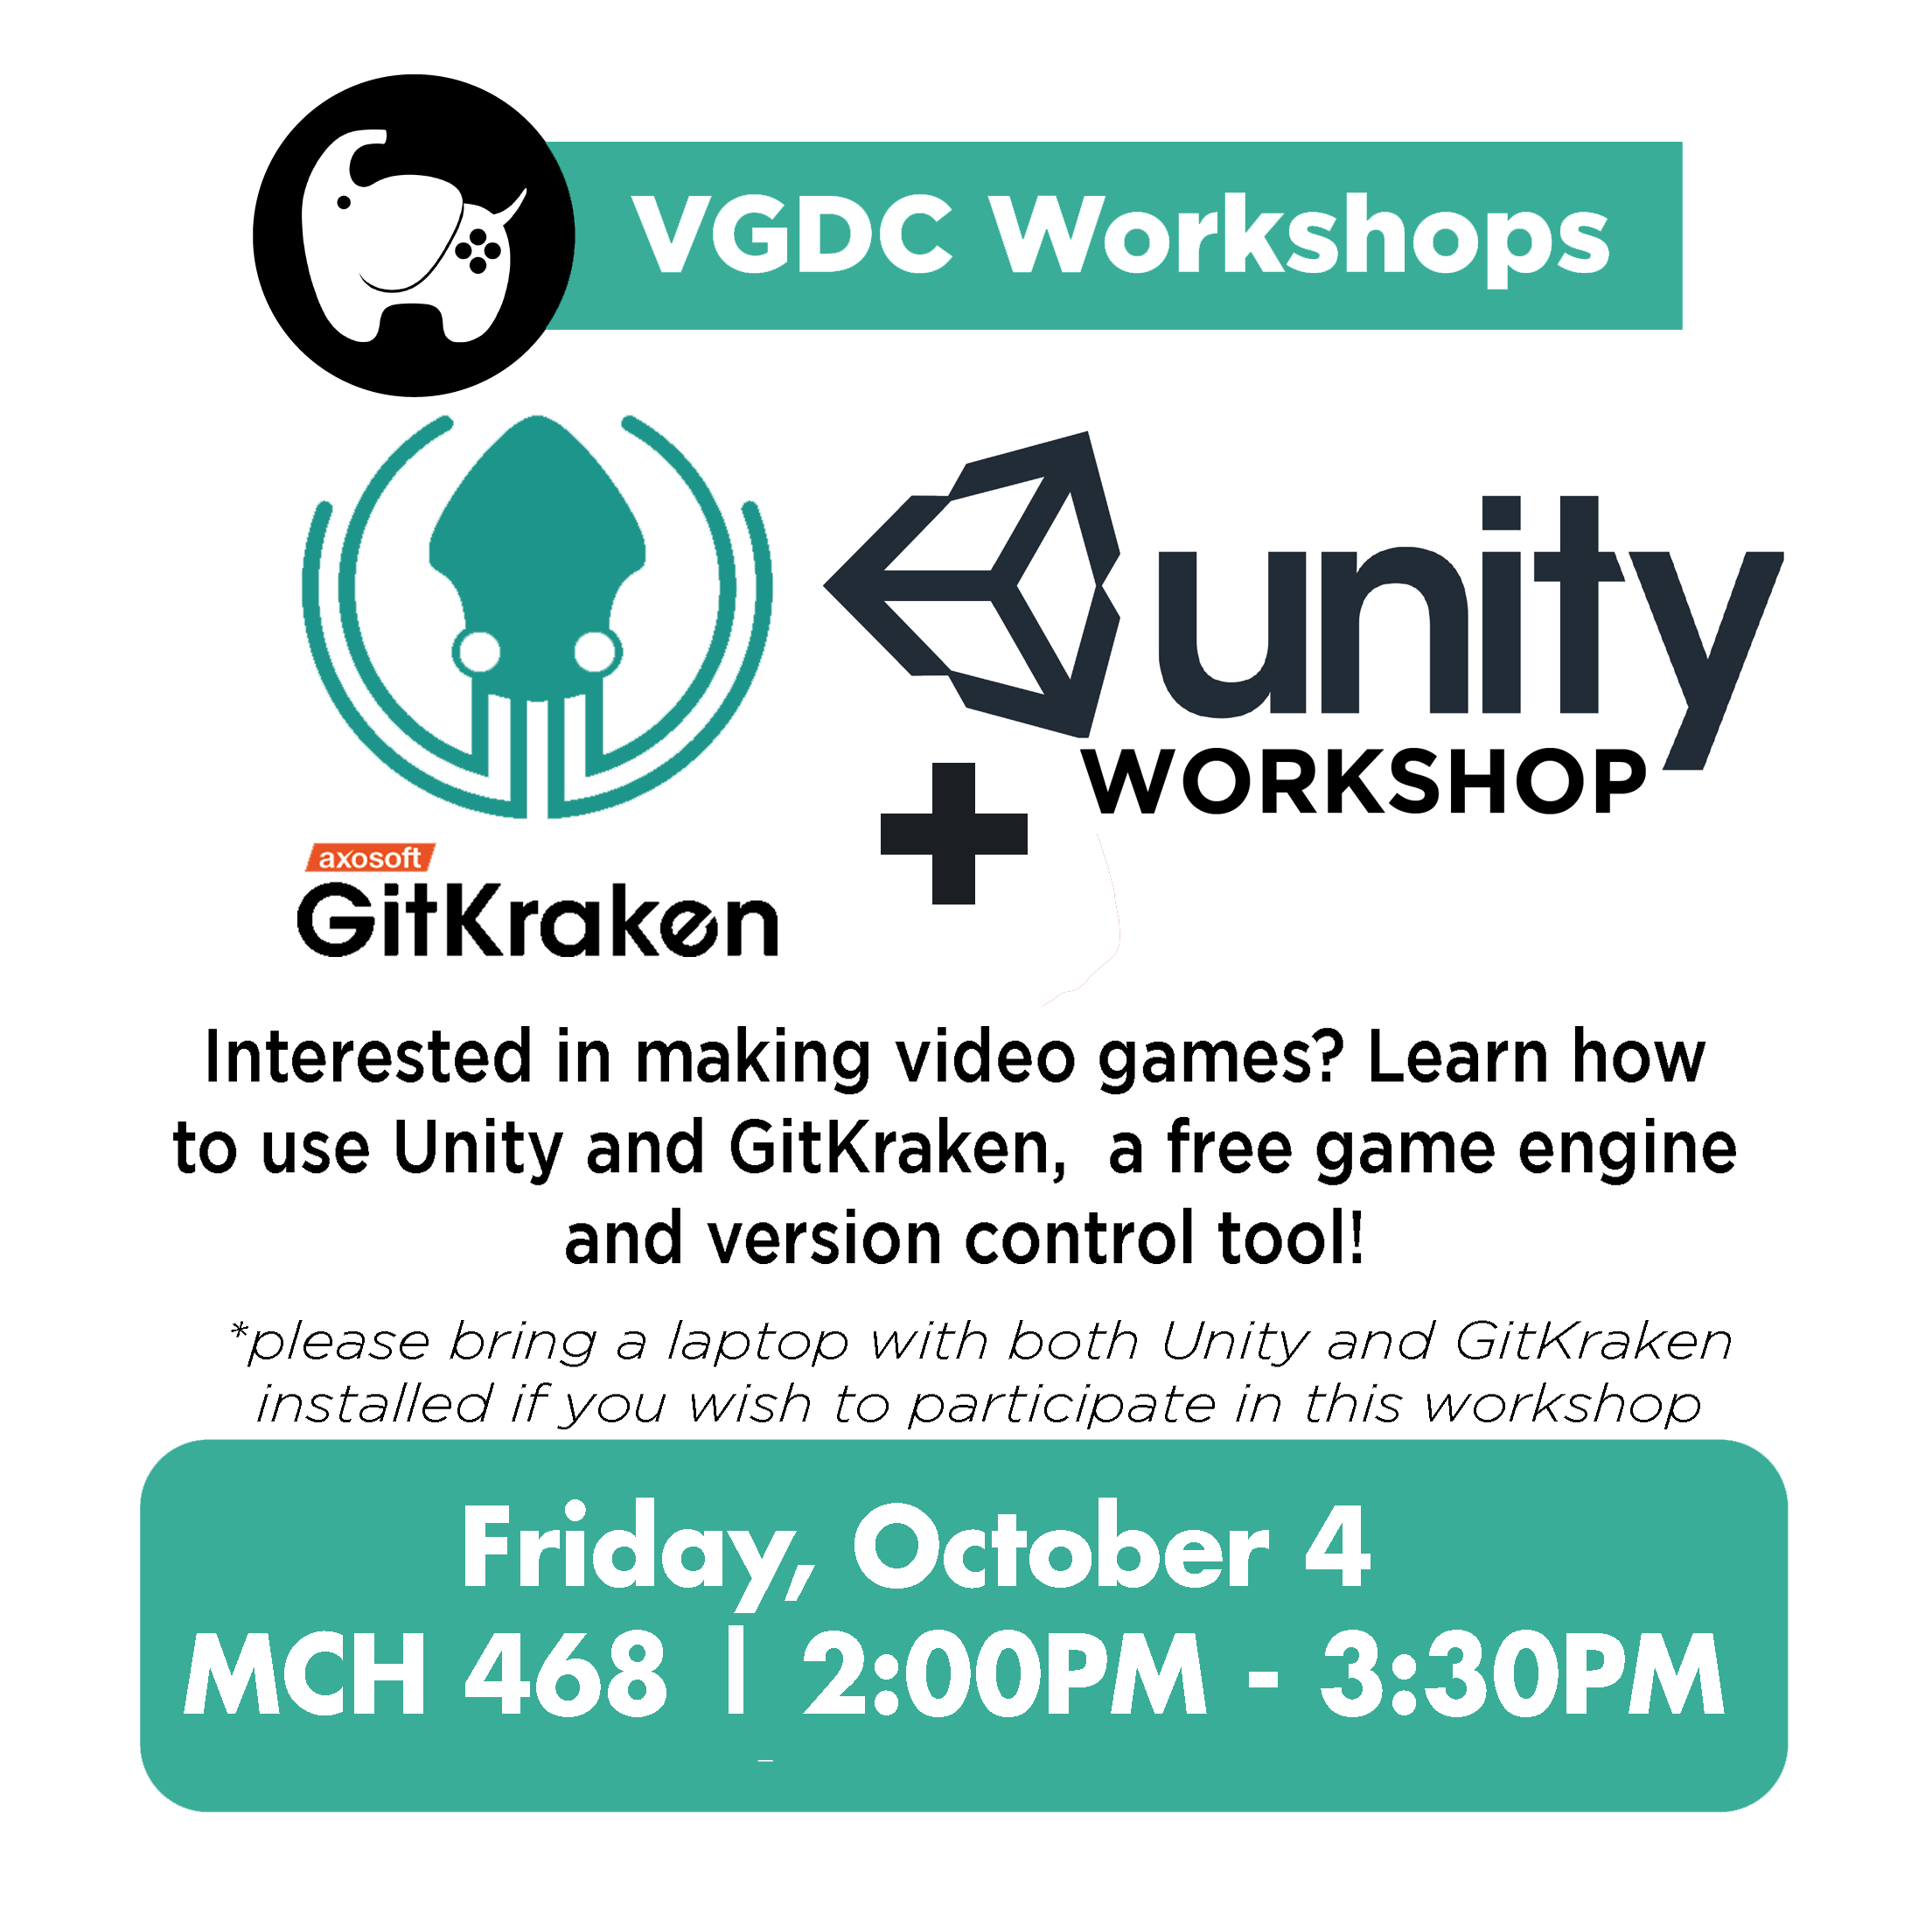 VGDC Workshops
unity
WORKSHOP
axosoft
GitKraken
Interested in making video games? Learn how
to use Unity and GitKraken, a free game engine
and version control tool!
*please bring a laptop with both Unity and GitKraken
installed if you wish to participate in this workshop
Friday, October 4
MCH 468 | 2:00PM - 3:30PM